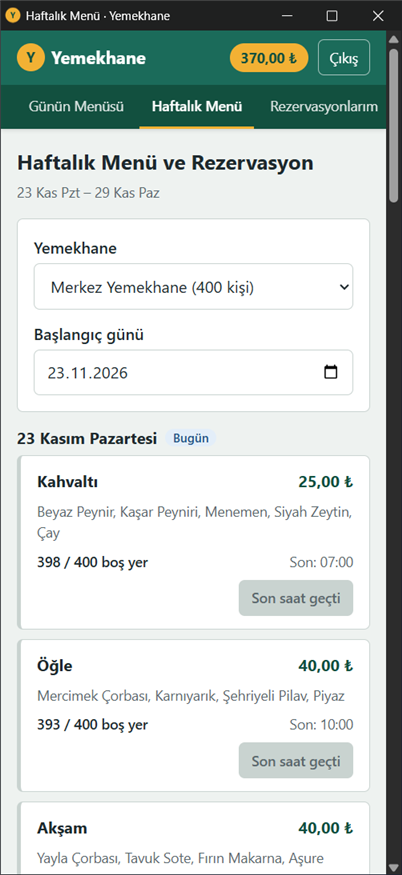 Y Haftalık Menü · Yemekhane
Y Yemekhane 370,00 ₺ Çıkış
Günün Menüsü Haftalık Menü Rezervasyonlarım
Haftalık Menü ve Rezervasyon
23 Kas Pzt – 29 Kas Paz
Yemekhane
Merkez Yemekhane (400 kişi)
Başlangıç günü
23.11.2026
23 Kasım Pazartesi Bugün
Kahvaltı 25,00 ₺
Beyaz Peynir, Kaşar Peyniri, Menemen, Siyah Zeytin,
Çay
398 / 400 boş yer Son: 07:00
Son saat geçti
Öğle 40,00 ₺
Mercimek Çorbası, Karnıyarık, Şehriyeli Pilav, Piyaz
393 / 400 boş yer Son: 10:00
Son saat geçti
Akşam 40,00 ₺
Yayla Çorbası, Tavuk Sote, Fırın Makarna, Aşure